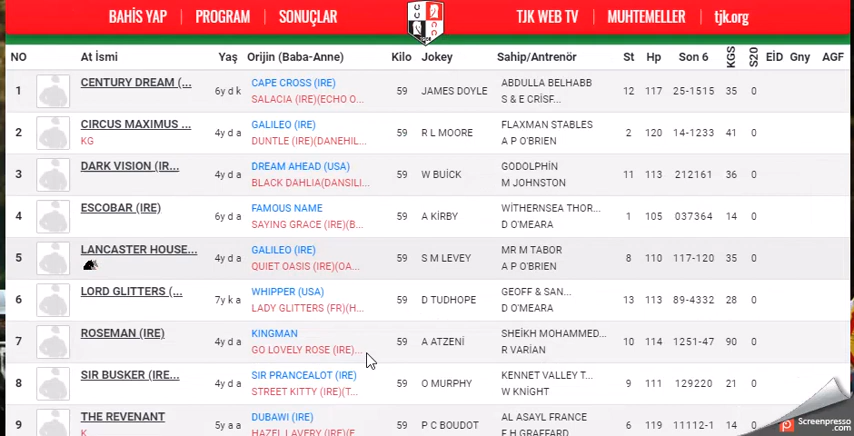 BAHİS YAP PROGRAM SONUÇLAR TJK WEB TV MUHTEMELLER tjk.org
NO At İsmi Yaş Orijin (Baba-Anne) Kilo Jokey Sahip/Antrenör St Hp Son 6 KGS S20 EİD Gny AGF
1 CENTURY DREAM (... 6y d k CAPE CROSS (IRE) 59 JAMES DOYLE ABDULLA BELHABB 12 117 25-1515 35 0
SALACIA (IRE)(ECHO O... S & E CRİSF...
2 CIRCUS MAXIMUS ... 4y d a GALILEO (IRE) 59 R L MOORE FLAXMAN STABLES 2 120 14-1233 41 0
KG DUNTLE (IRE)(DANEHIL... A P O'BRIEN
3 DARK VISION (IR... 4y d a DREAM AHEAD (USA) 59 W BUİCK GODOLPHİN 11 113 212161 36 0
BLACK DAHLIA(DANSILI... M JOHNSTON
4 ESCOBAR (IRE) 6y d a FAMOUS NAME 59 A KİRBY WİTHERNSEA THOR... 1 105 037364 14 0
SAYING GRACE (IRE)(B... D O'MEARA
5 LANCASTER HOUSE... 4y d a GALILEO (IRE) 59 S M LEVEY MR M TABOR 8 110 117-120 35 0
QUIET OASIS (IRE)(OA... A P O'BRIEN
6 LORD GLITTERS (... 7y k a WHIPPER (USA) 59 D TUDHOPE GEOFF & SAN... 13 113 89-4332 28 0
LADY GLITTERS (FR)(H... D O'MEARA
7 ROSEMAN (IRE) 4y d a KINGMAN 59 A ATZENİ SHEİKH MOHAMMED... 10 114 1251-47 90 0
GO LOVELY ROSE (IRE)... R VARİAN
8 SIR BUSKER (IRE... 4y d a SIR PRANCEALOT (IRE) 59 O MURPHY KENNET VALLEY T... 9 111 129220 21 0
STREET KITTY (IRE)(T... W KNİGHT
9 THE REVENANT 5y a a DUBAWI (IRE) 59 P C BOUDOT AL ASAYL FRANCE 6 119 11112-1 14 0
K HAZEL LAVERY (IRE)(E F H GRAFFARD
Screenpresso
.com